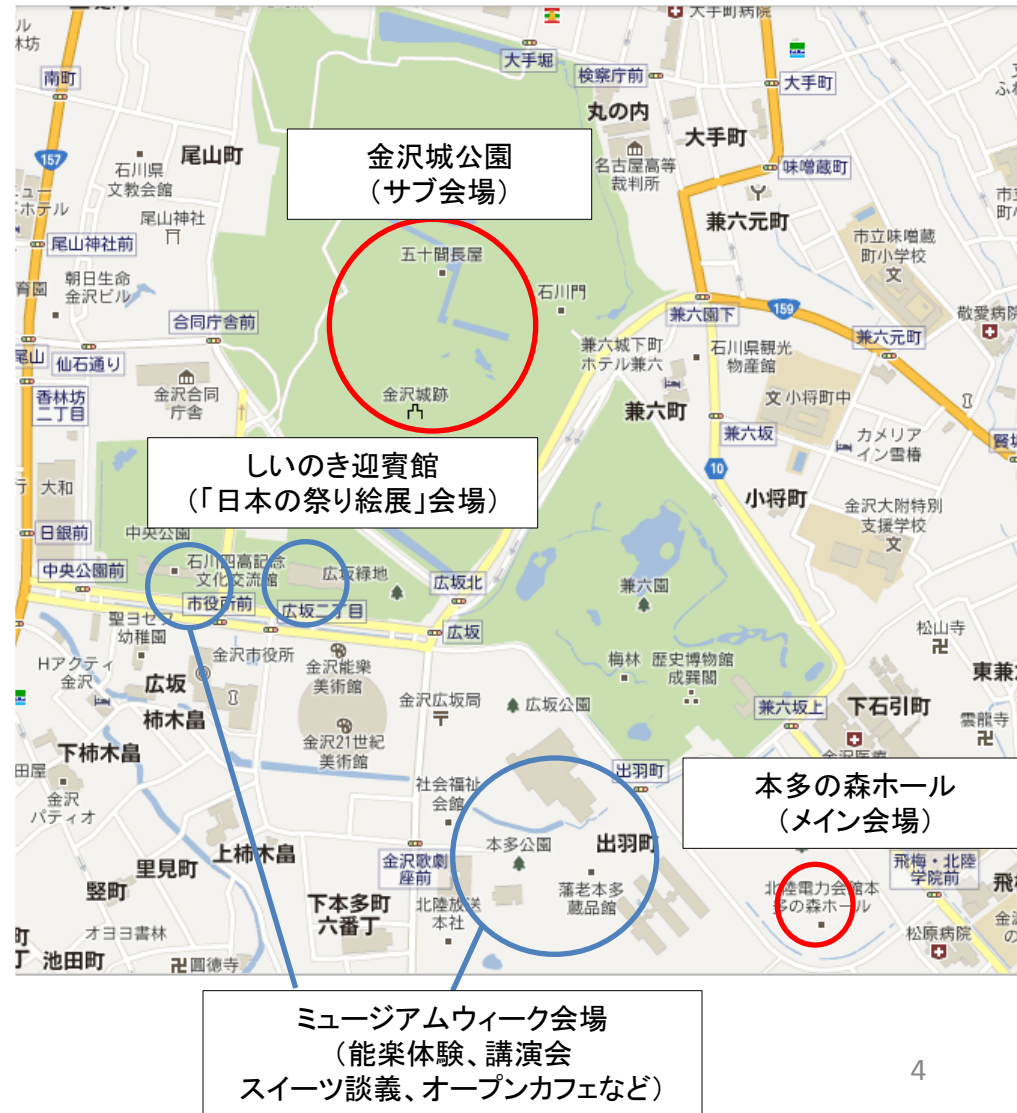 大手町病院
大手堀
検察庁前
大手町
南町
丸の内
大手町
157
石川県
文教会館
尾山町
名古屋高等
裁判所
味噌蔵町
ホテル
尾山神社
兼六元町
尾山神社前
市立味噌蔵
町小学校
文
金沢城公園
(サブ会場)
五十間長屋
石川門
朝日生命
金沢ビル
合同庁舎前
兼六園下
159
敬愛病院
兼六元町
兼六城下町
ホテル兼六
石川県観光
物産館
尾山
仙石通り
香林坊
二丁目
金沢合同
庁舎
金沢城跡
文 小将町中
兼六町
兼六坂
カメリア
イン雪椿
10
しいのき迎賓館
(「日本の祭り絵展」会場)
大和
小将町
金沢大附特別
支援学校
文
日銀前
中央公園
中央公園前
石川四高記念
文化交流館
広坂緑地
広坂北
兼六園
市役所前
広坂二丁目
聖ヨセフ
幼稚園
広坂
松山寺
Hアクティ
金沢
金沢市役所
金沢能楽
美術館
梅林
歴史博物館
成巽閣
広坂
金沢広坂局
広坂公園
兼六坂上
下石引町
雲龍寺
柿木畠
下柿木畠
金沢21世紀
美術館
出羽町
金沢
パティオ
社会福祉
会館
本多の森ホール
(メイン会場)
上柿木畠
里見町
金沢歌劇
座前
本多公園
出羽町
飛梅・北陸
学院前
竪町
下本多町
六番丁
北陸放送
本社
藩老本多
蔵品館
北陸電力会館本
多の森ホール
オヨヨ書林
松原病院
池田町
圓徳寺
ミュージアムウィーク会場
(能楽体験、講演会
スイーツ談義、オープンカフェなど)
4